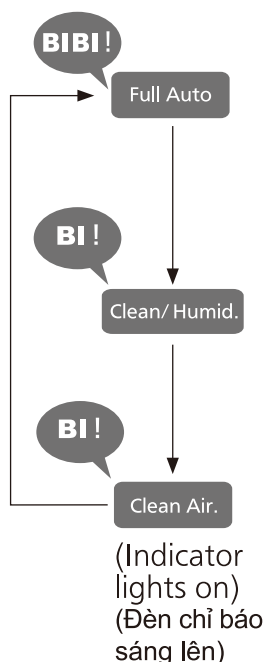 BIBI!
Full Auto
BI!
Clean/Humid.
BI!
Clean Air.
(Indicator
lights on)
(Đèn chỉ báo
sáng lên)